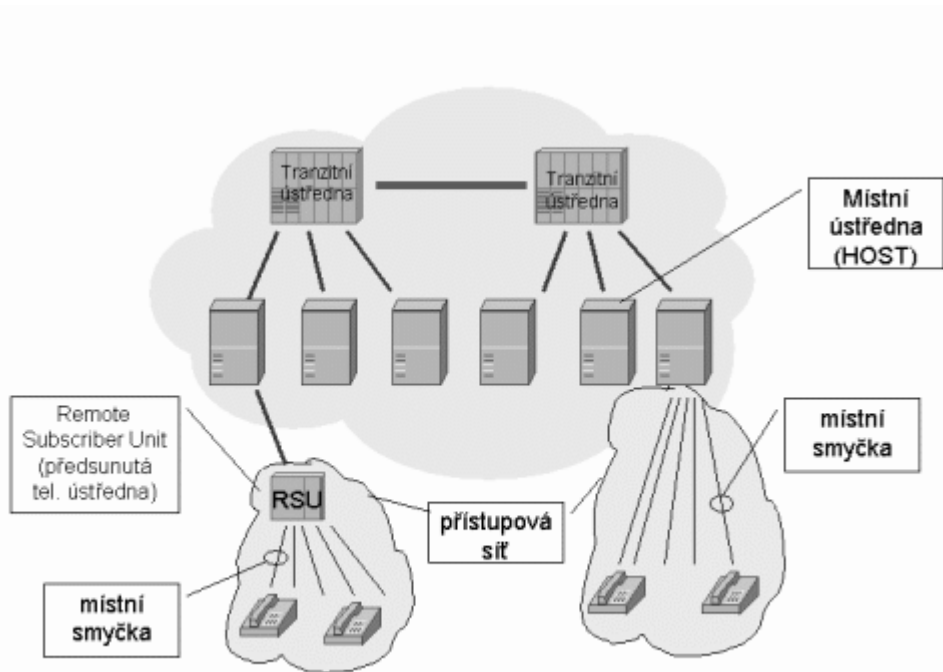 Tranzitní
ústředna
Tranzitní
ústředna
Místní
ústředna
(HOST)
Remote
Subscriber Unit
(předsunutá
tel. ústředna)
místní
smyčka
RSU
přístupová
síť
místní
smyčka